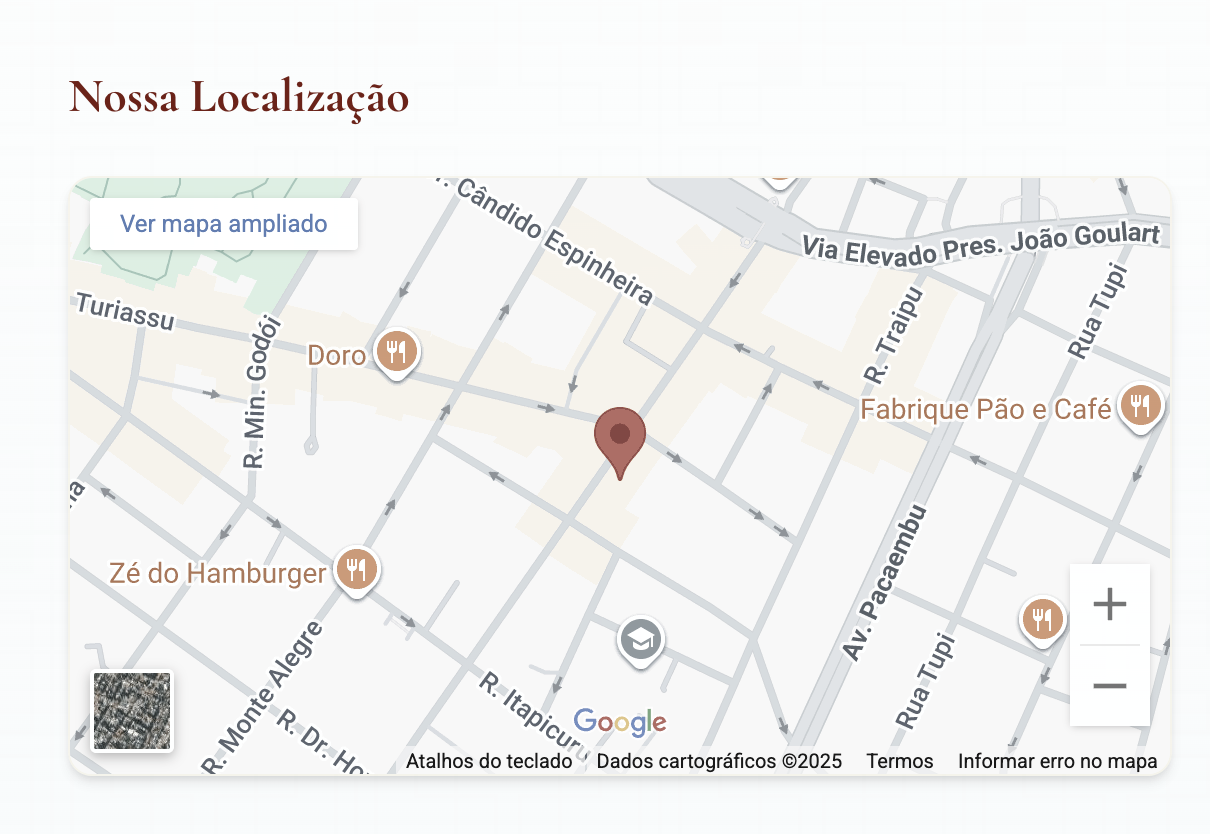 Nossa Localização
Ver mapa ampliado
Cândido Espinheira
Via Elevado Pres. João Goulart
Turiassu
R. Min. Godói
Doro
R. Traipu
Rua Tupi
Fabrique Pão e Café
Zé do Hamburger
Av. Pacaembu
R. Monte Alegre
R. Dr. Ho
R. Itapicuru
Rua Tupi
Google
Atalhos do teclado
Dados cartográficos ©2025
Termos
Informar erro no mapa